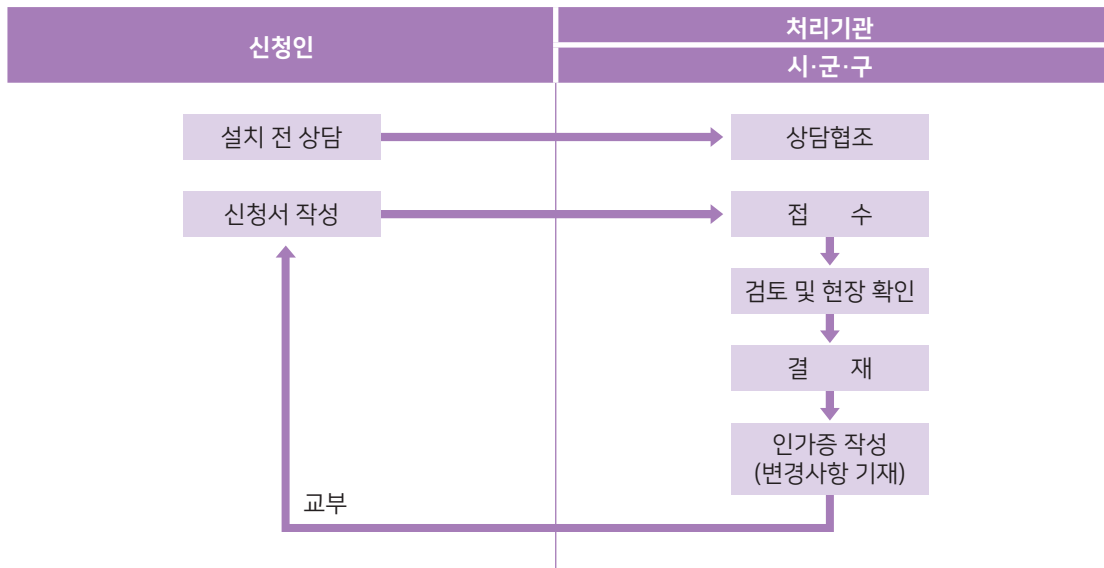 신청인
처리기관
시·군·구
설치 전 상담
상담협조
신청서 작성
접 수
검토 및 현장 확인
결 재
인가증 작성
(변경사항 기재)
교부